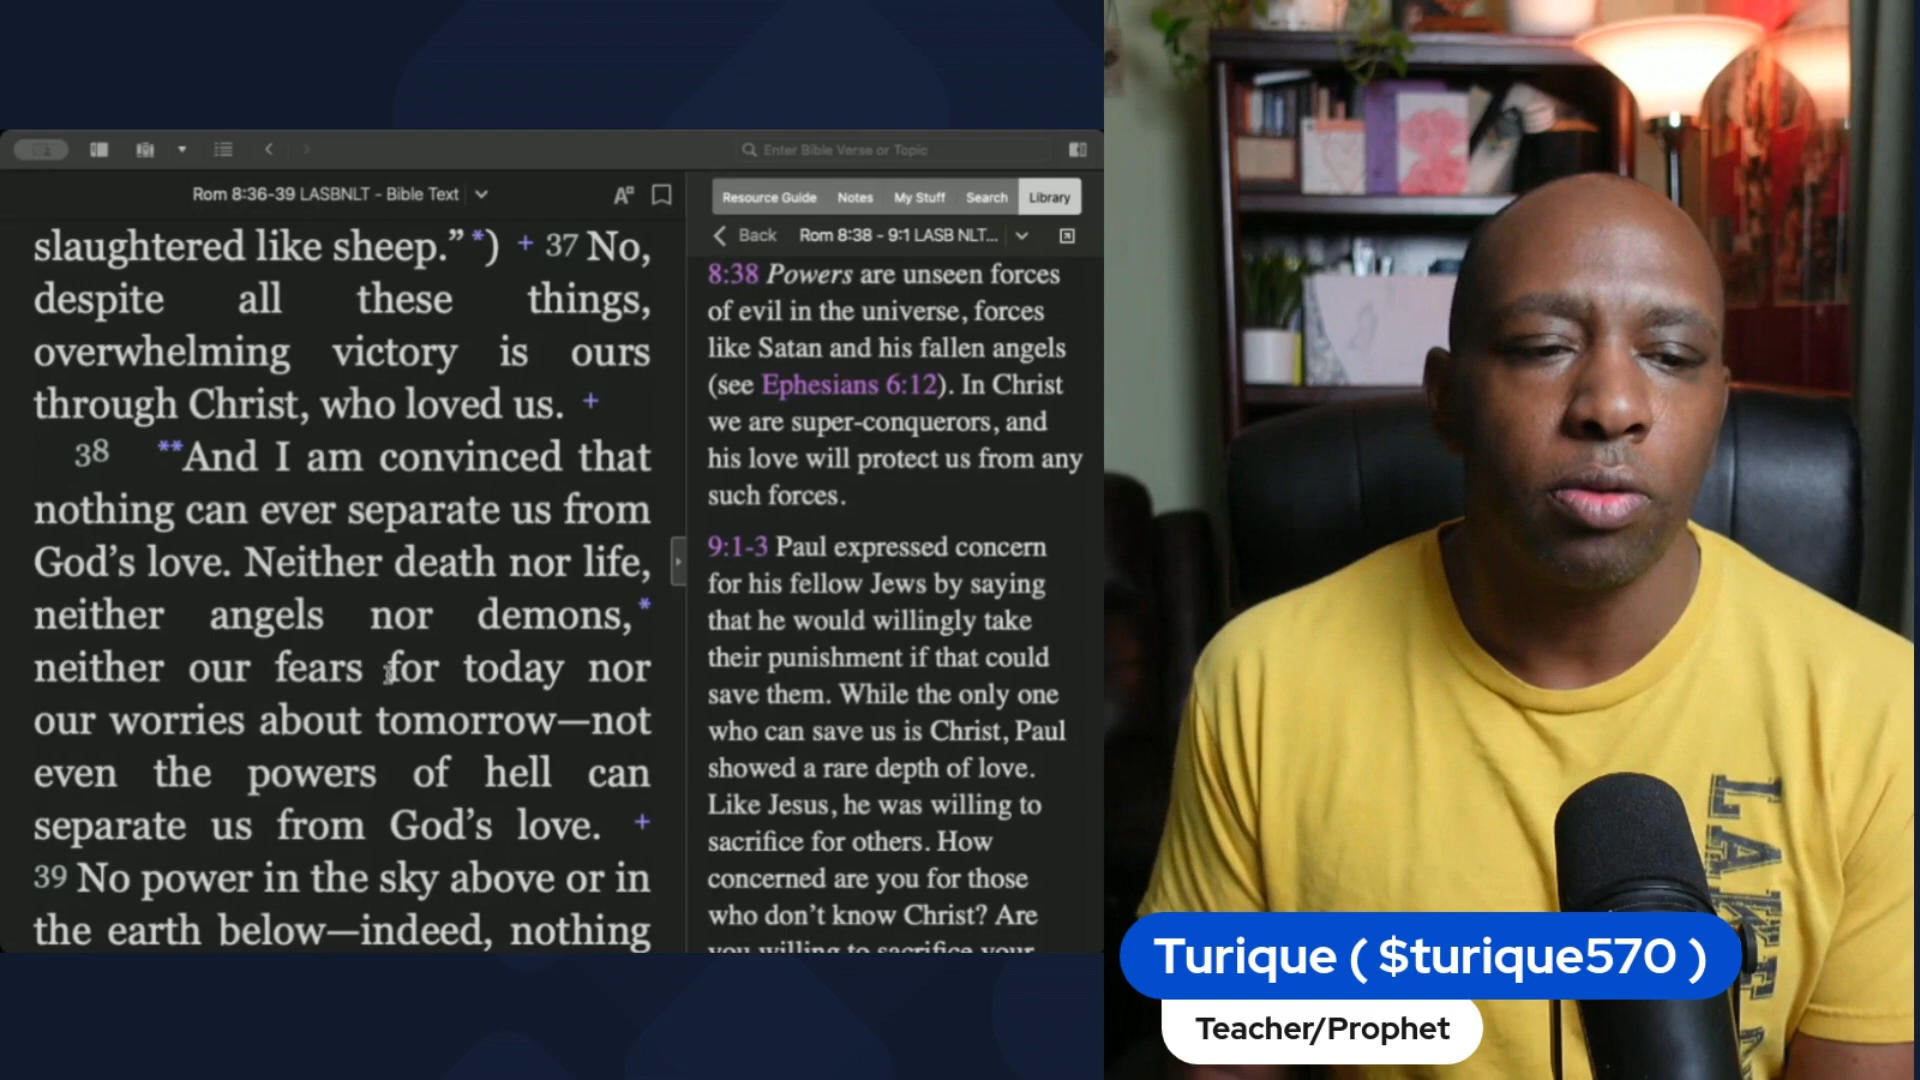 Enter Bible Verse or Topic
Rom 8:36-39 LASBNLT - Bible Text
slaughtered like sheep.” *) + 37 No,
despite all these things,
overwhelming victory is ours
through Christ, who loved us. +
38 **And I am convinced that
nothing can ever separate us from
God’s love. Neither death nor life,
neither angels nor demons,*
neither our fears for today nor
our worries about tomorrow—not
even the powers of hell can
separate us from God’s love. +
39 No power in the sky above or in
the earth below—indeed, nothing
Resource Guide Notes My Stuff Search Library
Back Rom 8:38 - 9:1 LASB NLT...
8:38 Powers are unseen forces
of evil in the universe, forces
like Satan and his fallen angels
(see Ephesians 6:12). In Christ
we are super-conquerors, and
his love will protect us from any
such forces.
9:1-3 Paul expressed concern
for his fellow Jews by saying
that he would willingly take
their punishment if that could
save them. While the only one
who can save us is Christ, Paul
showed a rare depth of love.
Like Jesus, he was willing to
sacrifice for others. How
concerned are you for those
who don’t know Christ? Are
you willing to sacrifice your
Turique ( $turique570 )
Teacher/Prophet